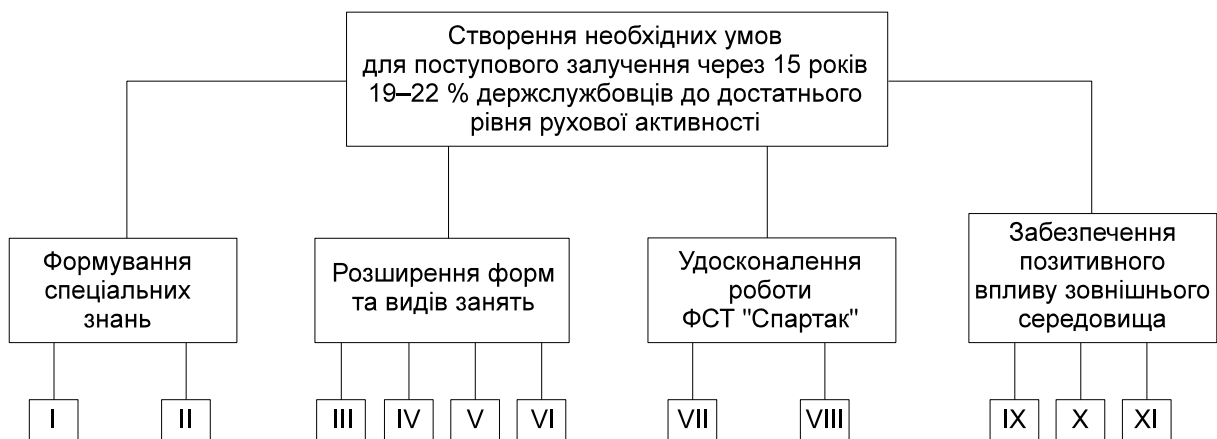 Створення необхідних умов
для поступового залучення через 15 років
19–22 % держслужбовців до достатнього
рівня рухової активності
Формування
спеціальних
знань
Розширення форм
та видів занять
Удосконалення
роботи
ФСТ "Спартак"
Забезпечення
позитивного
впливу зовнішнього
середовища
I
II
III
IV
V
VI
VII
VIII
IX
X
XI